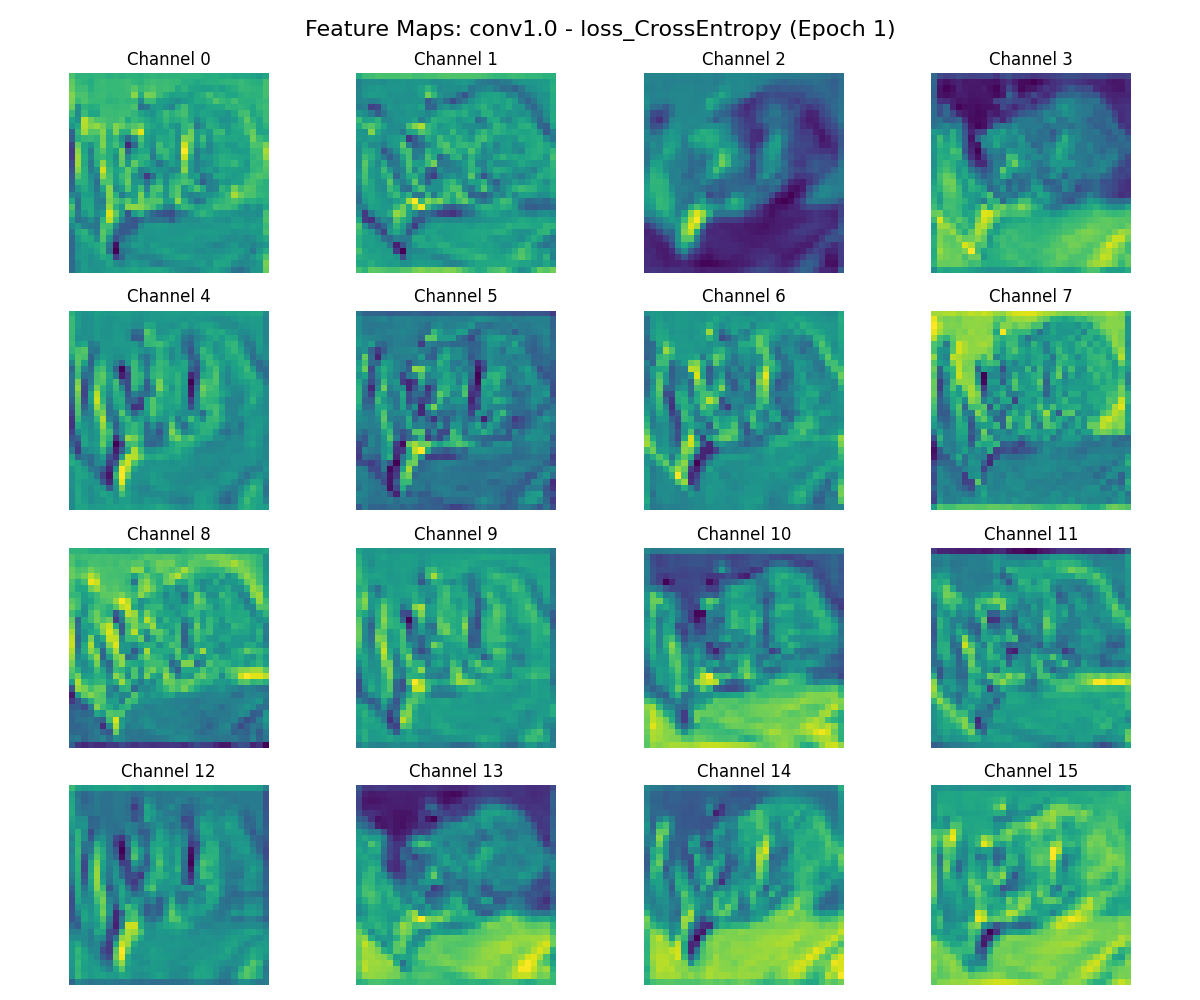 Feature Maps: conv1.0 - loss_CrossEntropy (Epoch 1)
Channel 0
Channel 1
Channel 2
Channel 3
Channel 4
Channel 5
Channel 6
Channel 7
Channel 8
Channel 9
Channel 10
Channel 11
Channel 12
Channel 13
Channel 14
Channel 15